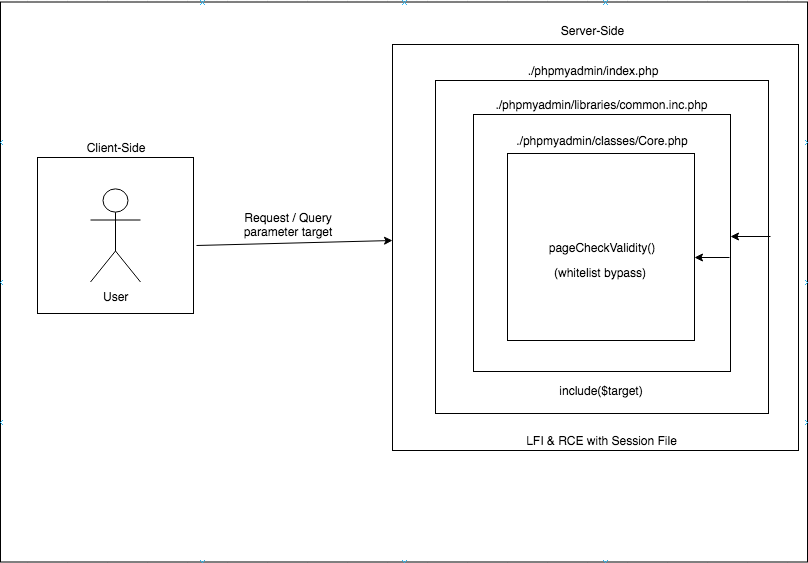 Server-Side
./phpmyadmin/index.php
./phpmyadmin/libraries/common.inc.php
./phpmyadmin/classes/Core.php
Client-Side
Request / Query
parameter target
pageCheckValidity()
(whitelist bypass)
User
include($target)
LFI & RCE with Session File